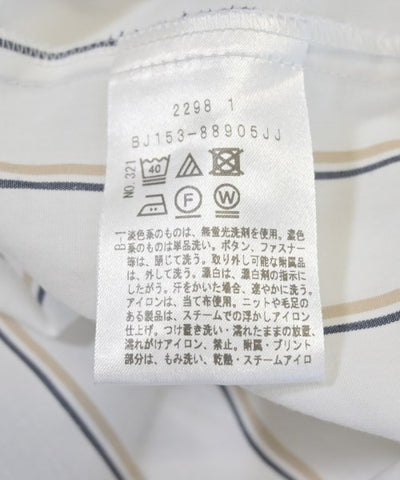 2298 1
BJ153-88905JJ
NO.321
40
F
W
B-1
淡色系のものは、無蛍光洗剤を使用。濃色
系のものは単品洗い。ボタン、ファスナー
等は、閉じて洗う。取り外し可能な附属品
は、外して洗う。漂白は、漂白剤の指示に
したがう。汗をかいた場合、速やかに洗う。
アイロンは、当て布使用。ニットや毛足の
ある製品は、スチームでの浮かしアイロン
仕上げ。つけ置き洗い・濡れたままの放置、
濡れがけアイロン、禁止。附属・プリント
部分は、もみ洗い、乾熱・スチームアイロ